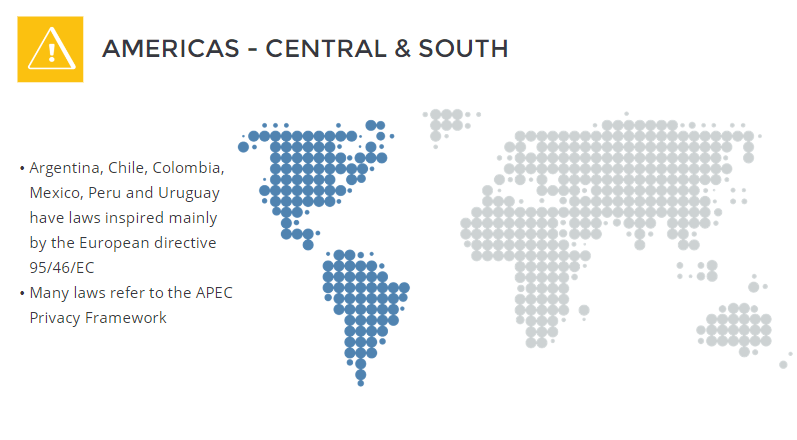 AMERICAS - CENTRAL & SOUTH
• Argentina, Chile, Colombia,
Mexico, Peru and Uruguay
have laws inspired mainly
by the European directive
95/46/EC
• Many laws refer to the APEC
Privacy Framework